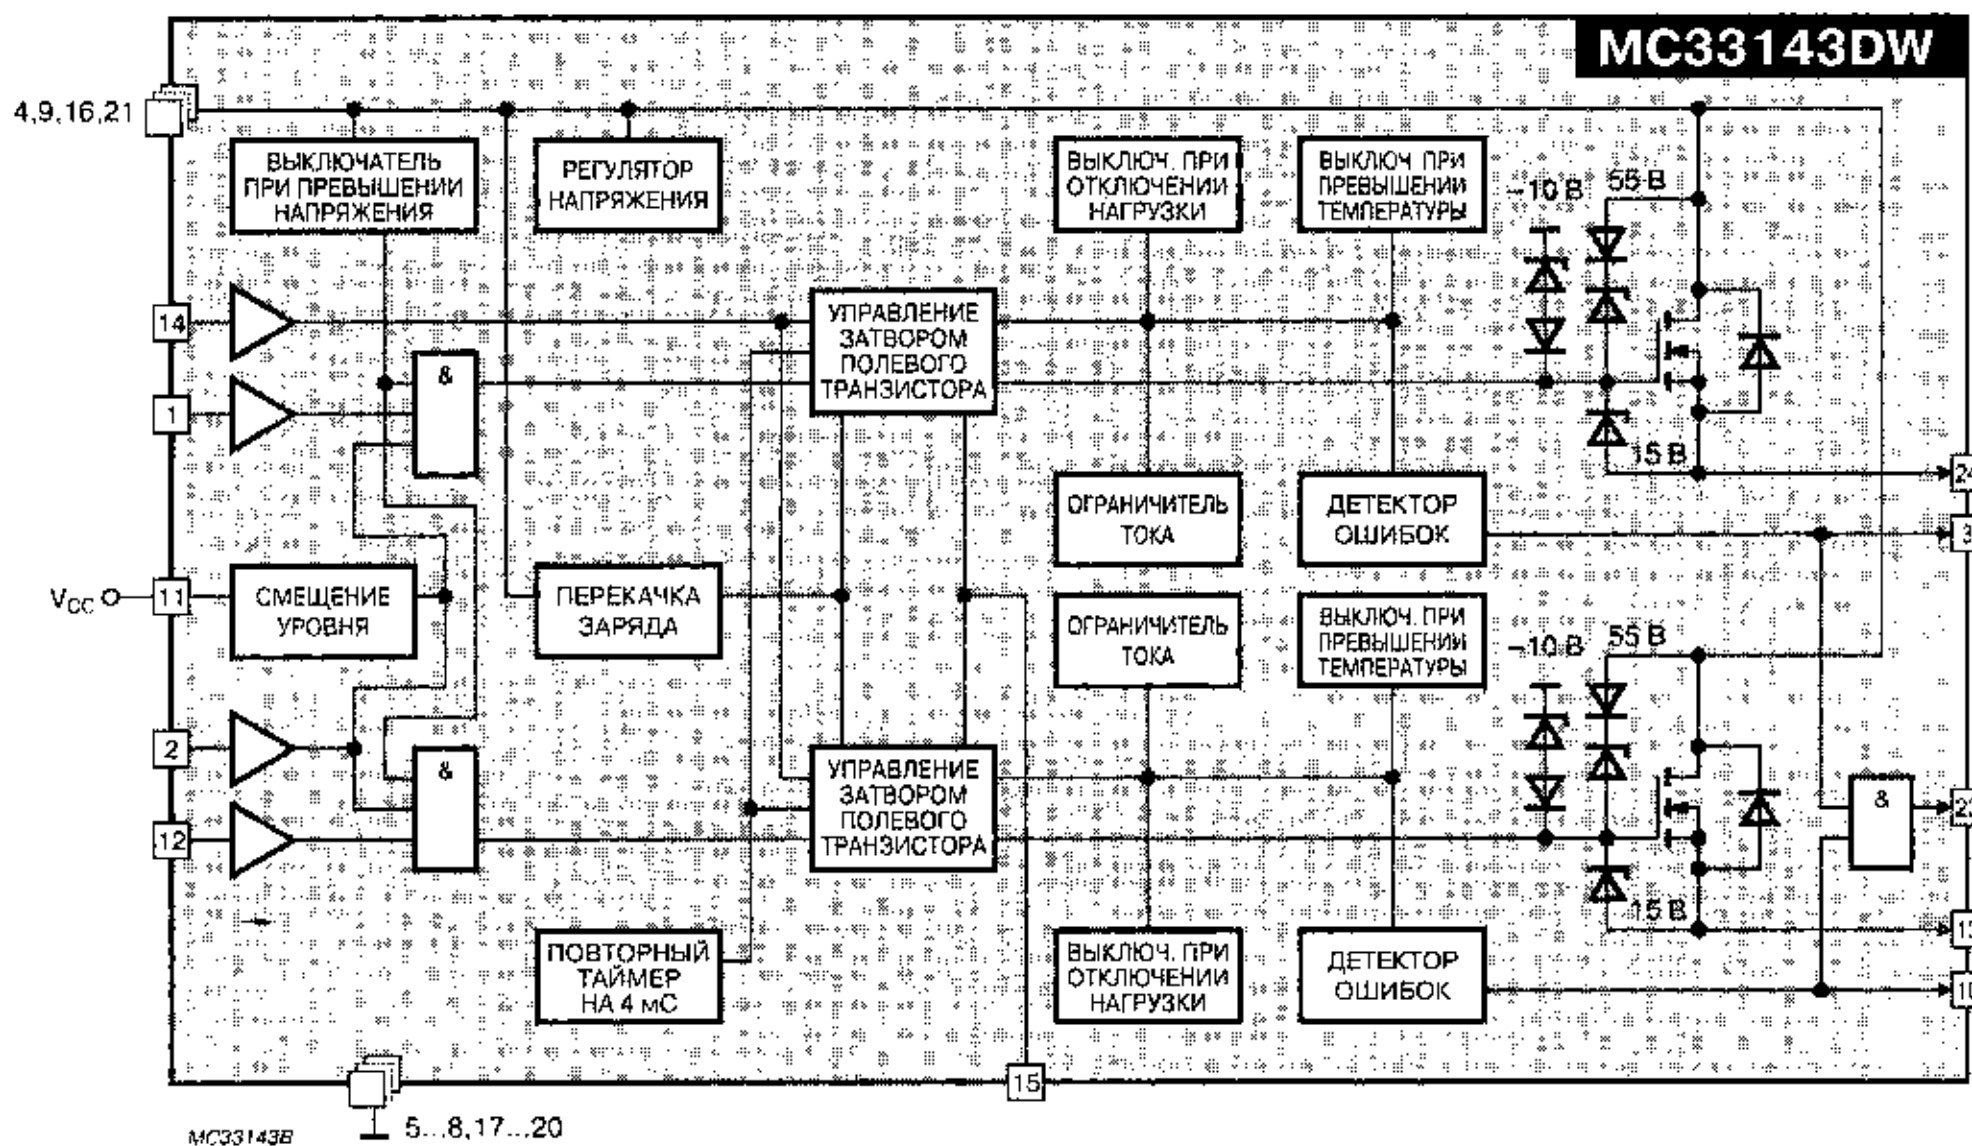 MC33143DW
4,9,16,21
ВЫКЛЮЧАТЕЛЬ
ПРИ ПРЕВЫШЕНИИ
НАПРЯЖЕНИЯ
РЕГУЛЯТОР
НАПРЯЖЕНИЯ
ВЫКЛЮЧ. ПРИ
ОТКЛЮЧЕНИИ
НАГРУЗКИ
ВЫКЛЮЧ. ПРИ
ПРЕВЫШЕНИИ
ТЕМПЕРАТУРЫ
–10 В
55 В
14
УПРАВЛЕНИЕ
ЗАТВОРОМ
ПОЛЕВОГО
ТРАНЗИСТОРА
&
1
15 В
24
ОГРАНИЧИТЕЛЬ
ТОКА
ДЕТЕКТОР
ОШИБОК
3
VCC
11
СМЕЩЕНИЕ
УРОВНЯ
ПЕРЕКАЧКА
ЗАРЯДА
ОГРАНИЧИТЕЛЬ
ТОКА
ВЫКЛЮЧ. ПРИ
ПРЕВЫШЕНИИ
ТЕМПЕРАТУРЫ
–10 В
55 В
2
&
УПРАВЛЕНИЕ
ЗАТВОРОМ
ПОЛЕВОГО
ТРАНЗИСТОРА
&
12
15 В
ПОВТОРНЫЙ
ТАЙМЕР
НА 4 мС
ВЫКЛЮЧ. ПРИ
ОТКЛЮЧЕНИИ
НАГРУЗКИ
ДЕТЕКТОР
ОШИБОК
10
15
5...8,17...20
MC33143B